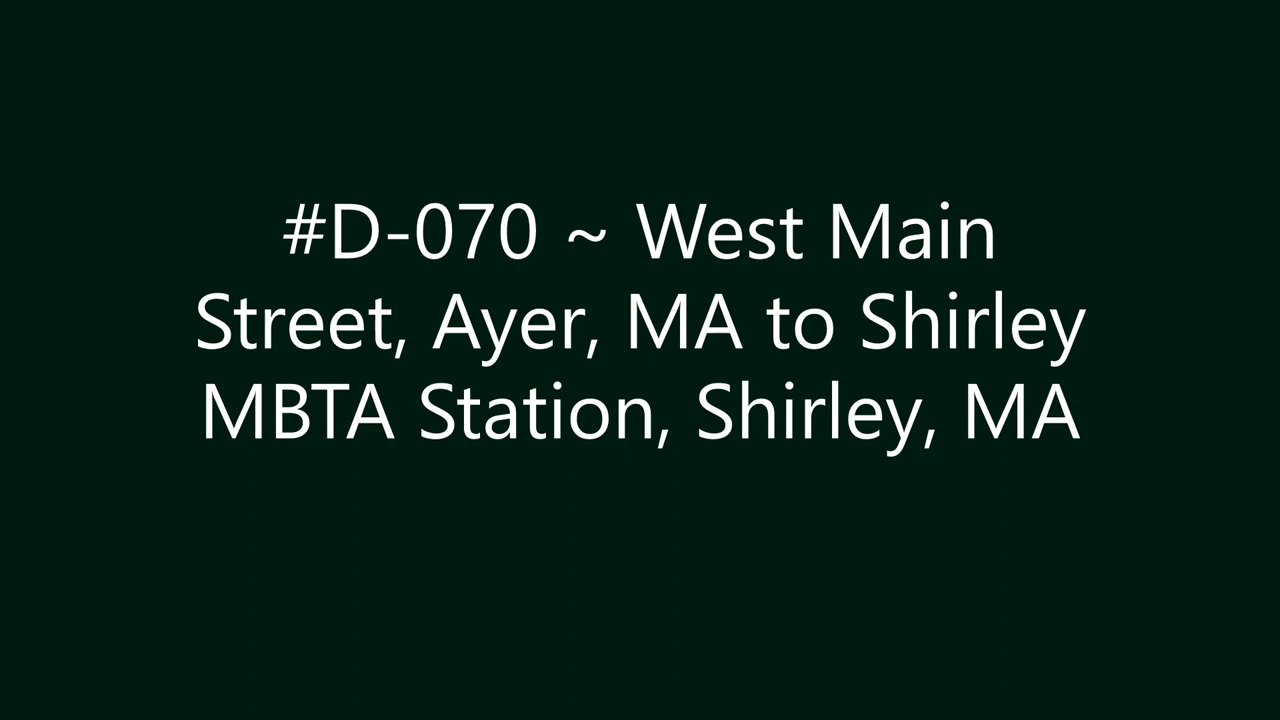 #D-070 ~ West Main
Street, Ayer, MA to Shirley
MBTA Station, Shirley, MA